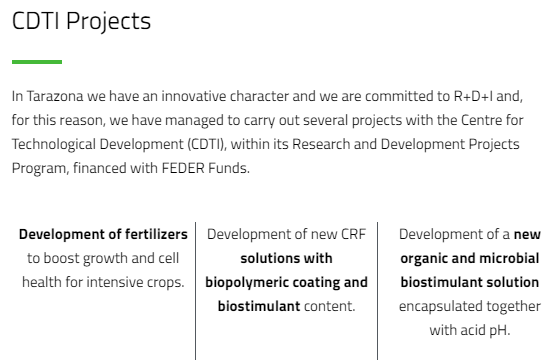 CDTI Projects
In Tarazona we have an innovative character and we are committed to R+D+I and,
for this reason, we have managed to carry out several projects with the Centre for
Technological Development (CDTI), within its Research and Development Projects
Program, financed with FEDER Funds.
Development of fertilizers
to boost growth and cell
health for intensive crops.
Development of new CRF
solutions with
biopolymeric coating and
biostimulant content.
Development of a new
organic and microbial
biostimulant solution
encapsulated together
with acid pH.